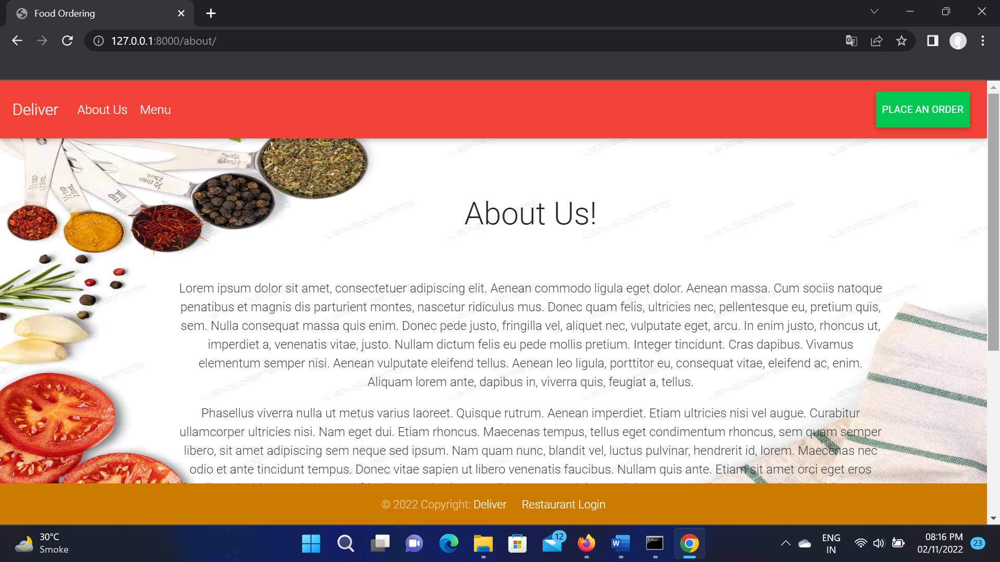 Food Ordering
127.0.0.1:8000/about/
Deliver About Us Menu PLACE AN ORDER
About Us!
Lorem ipsum dolor sit amet, consectetuer adipiscing elit. Aenean commodo ligula eget dolor. Aenean massa. Cum sociis natoque
penatibus et magnis dis parturient montes, nascetur ridiculus mus. Donec quam felis, ultricies nec, pellentesque eu, pretium quis,
sem. Nulla consequat massa quis enim. Donec pede justo, fringilla vel, aliquet nec, vulputate eget, arcu. In enim justo, rhoncus ut,
imperdiet a, venenatis vitae, justo. Nullam dictum felis eu pede mollis pretium. Integer tincidunt. Cras dapibus. Vivamus
elementum semper nisi. Aenean vulputate eleifend tellus. Aenean leo ligula, porttitor eu, consequat vitae, eleifend ac, enim.
Aliquam lorem ante, dapibus in, viverra quis, feugiat a, tellus.
Phasellus viverra nulla ut metus varius laoreet. Quisque rutrum. Aenean imperdiet. Etiam ultricies nisi vel augue. Curabitur
ullamcorper ultricies nisi. Nam eget dui. Etiam rhoncus. Maecenas tempus, tellus eget condimentum rhoncus, sem quam semper
libero, sit amet adipiscing sem neque sed ipsum. Nam quam nunc, blandit vel, luctus pulvinar, hendrerit id, lorem. Maecenas nec
odio et ante tincidunt tempus. Donec vitae sapien ut libero venenatis faucibus. Nullam quis ante. Etiam sit amet orci eget eros
© 2022 Copyright: Deliver Restaurant Login
1/4 tsp
1.25mL
1/2 tsp
2.5mL
1tsp
5mL
1/2 tbsp
7.5mL
1 tbsp
15mL
envatoelements
30°C
Smoke
12
ENG
IN
08:16 PM
02/11/2022
23